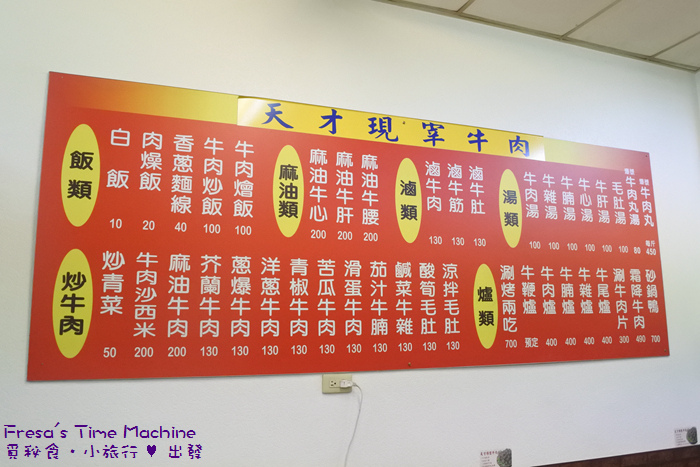 天才現宰牛肉
飯類
白飯 10
肉燥飯 20
香蔥麵線 40
牛肉炒飯 100
牛肉燴飯 100
麻油類
麻油牛心 200
麻油牛肝 200
麻油牛腰 200
滷類
滷牛肉 130
滷牛筋 130
滷牛肚 130
湯類
牛肉湯 100
牛雜湯 100
牛腩湯 100
牛心湯 100
牛肝湯 100
毛肚湯 100
牛肉丸湯 80
牛肉丸 每斤 450
炒牛肉
炒青菜 50
牛肉沙西米 200
麻油牛肉 200
芥蘭牛肉 130
蔥爆牛肉 130
洋蔥牛肉 130
青椒牛肉 130
苦瓜牛肉 130
滑蛋牛肉 130
茄汁牛腩 130
鹹菜牛雜 130
酸筍毛肚 130
涼拌毛肚 130
爐類
涮烤兩吃 700
牛鞭爐 預定
牛肉爐 400
牛腩爐 400
牛雜爐 400
牛尾爐 400
涮牛肉片 300
霜降牛肉 490
砂鍋鴨 700
Fresa's Time Machine
覓秘食・小旅行 ♥ 出發